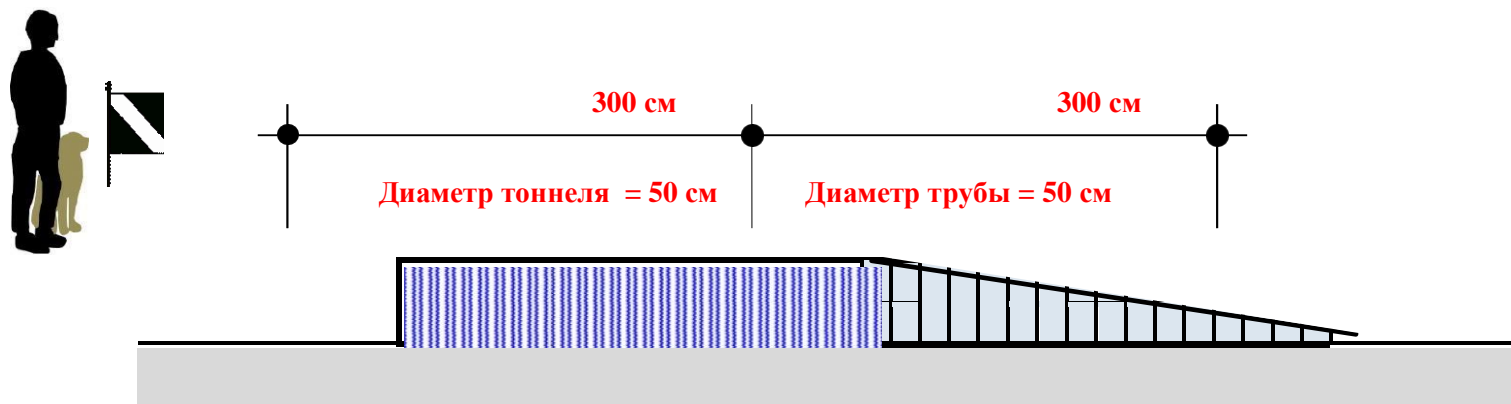 300 см 300 см
Диаметр тоннеля = 50 см Диаметр трубы = 50 см